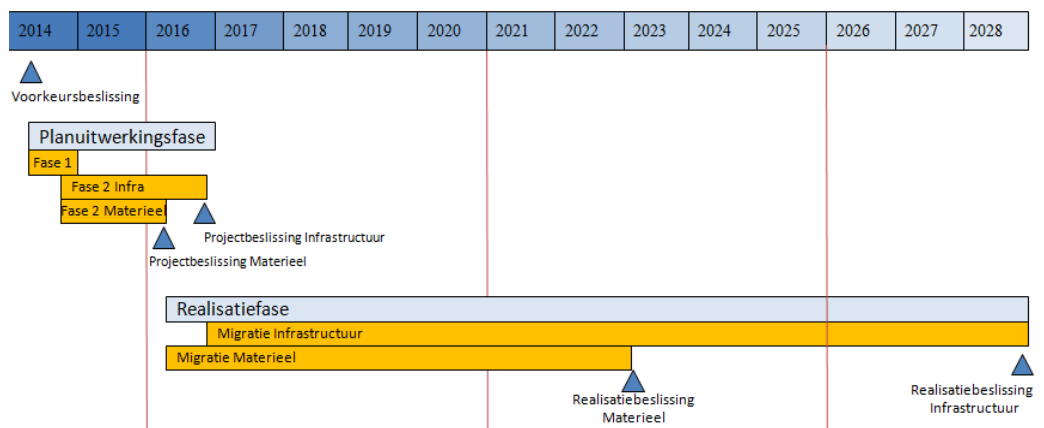 2014 2015 2016 2017 2018 2019 2020 2021 2022 2023 2024 2025 2026 2027 2028
Voorkeursbeslissing
Planuitwerkingsfase
Fase 1
Fase 2 Infra
Fase 2 Materieel
Projectbeslissing Infrastructuur
Projectbeslissing Materieel
Realisatiefase
Migratie Infrastructuur
Migratie Materieel
Realisatiebeslissing
Materieel
Realisatiebeslissing
Infrastructuur